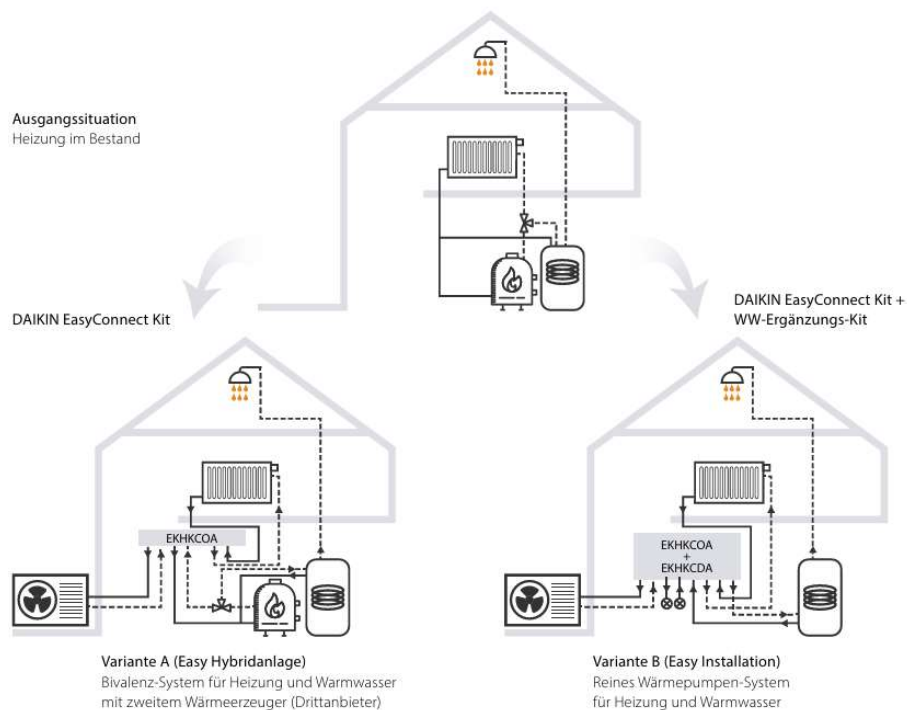 Ausgangssituation
Heizung im Bestand
DAIKIN EasyConnect Kit
DAIKIN EasyConnect Kit +
WW-Ergänzungs-Kit
EKHKCOA
EKHKCOA
+
EKHKCDA
Variante A (Easy Hybridanlage)
Bivalenz-System für Heizung und Warmwasser
mit zweitem Wärmeerzeuger (Drittanbieter)
Variante B (Easy Installation)
Reines Wärmepumpen-System
für Heizung und Warmwasser